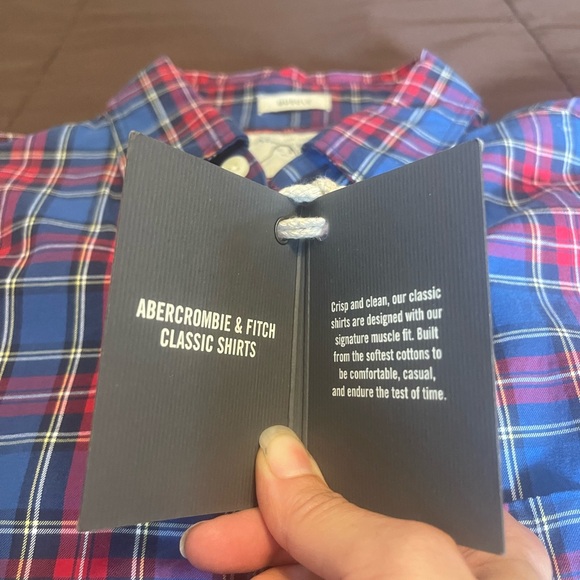 ABERCROMBIE & FITCH
CLASSIC SHIRTS
Crisp and clean, our classic
shirts are designed with our
signature muscle fit. Built
from the softest cottons to
be comfortable, casual,
and endure the test of time.